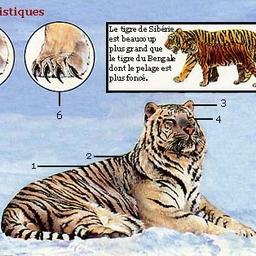 istiques
Le tigre de Sibérie
est beaucoup
plus grand que
le tigre du Bengale
dont le pelage est
plus foncé.
6
3
4
2
1